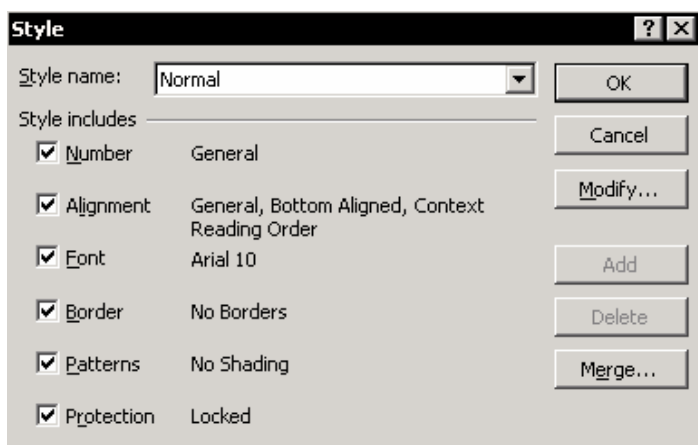 Style
Style name: Normal OK
Style includes Cancel
Number General
Modify...
Alignment General, Bottom Aligned, Context
Reading Order
Font Arial 10 Add
Border No Borders Delete
Patterns No Shading Merge...
Protection Locked